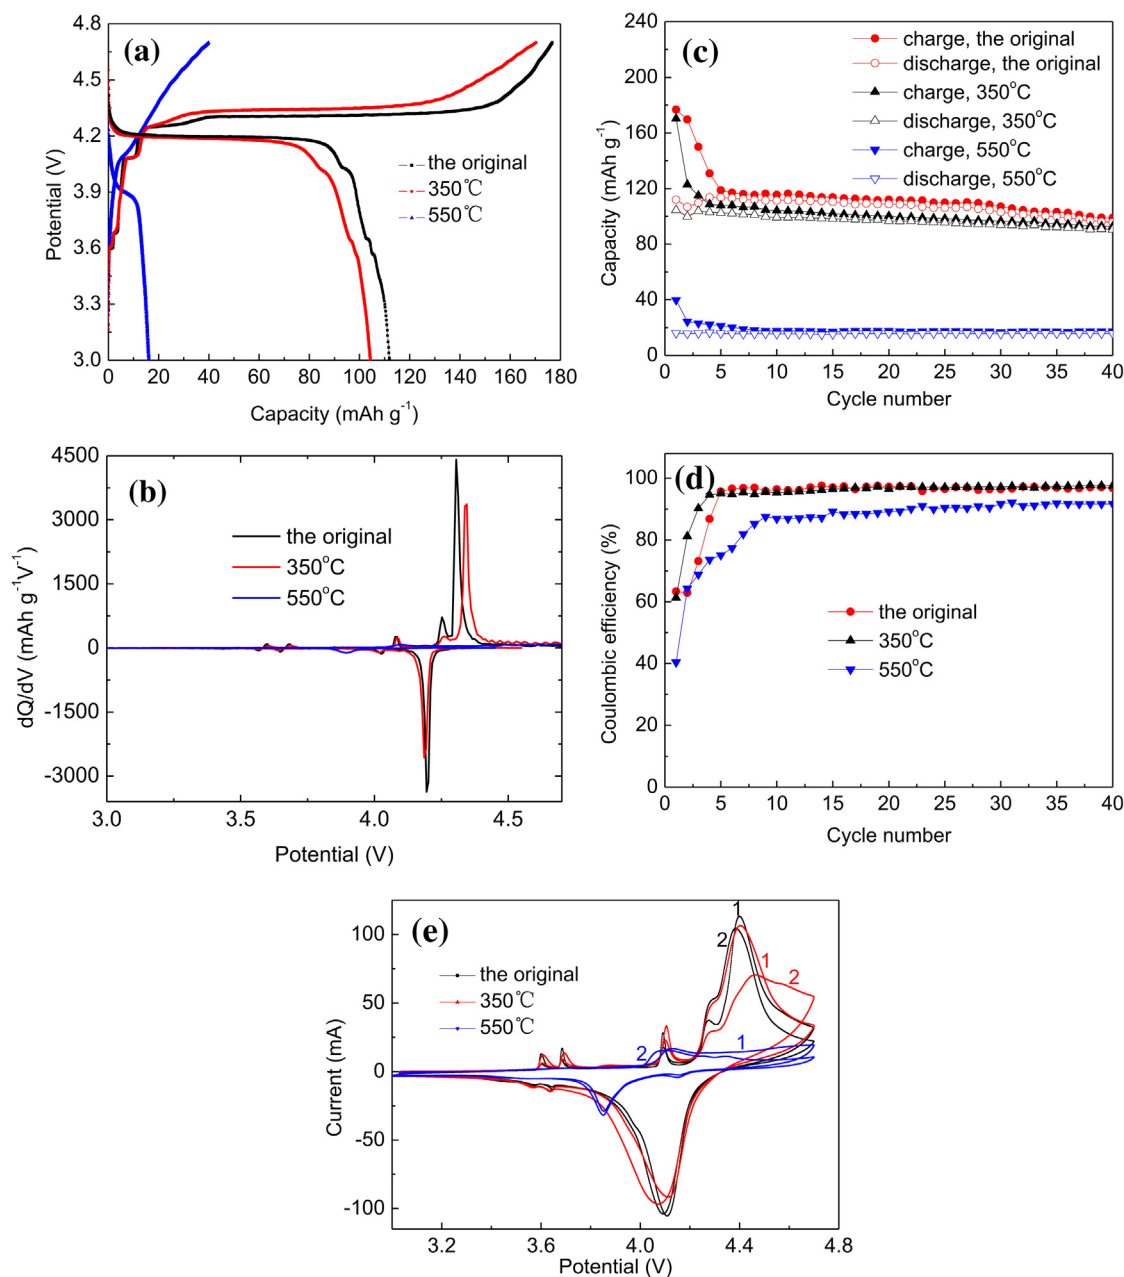 (a)
4.8
4.5
4.2
3.9
3.6
3.3
3.0
Potential (V)
the original
350℃
550℃
0 20 40 60 80 100 120 140 160 180
Capacity (mAh g⁻¹)
(c)
240
200
160
120
80
40
0
Capacity (mAh g⁻¹)
charge, the original
discharge, the original
charge, 350°C
discharge, 350°C
charge, 550°C
discharge, 550°C
0 5 10 15 20 25 30 35 40
Cycle number
(b)
4500
3000
1500
0
-1500
-3000
dQ/dV (mAh g⁻¹V⁻¹)
the original
350°C
550°C
3.0 3.5 4.0 4.5
Potential (V)
(d)
100
80
60
40
20
0
Coulombic efficiency (%)
the original
350°C
550°C
0 5 10 15 20 25 30 35 40
Cycle number
(e)
100
50
0
-50
-100
Current (mA)
the original
350℃
550℃
1
2
1
2
1
2
3.2 3.6 4.0 4.4 4.8
Potential (V)